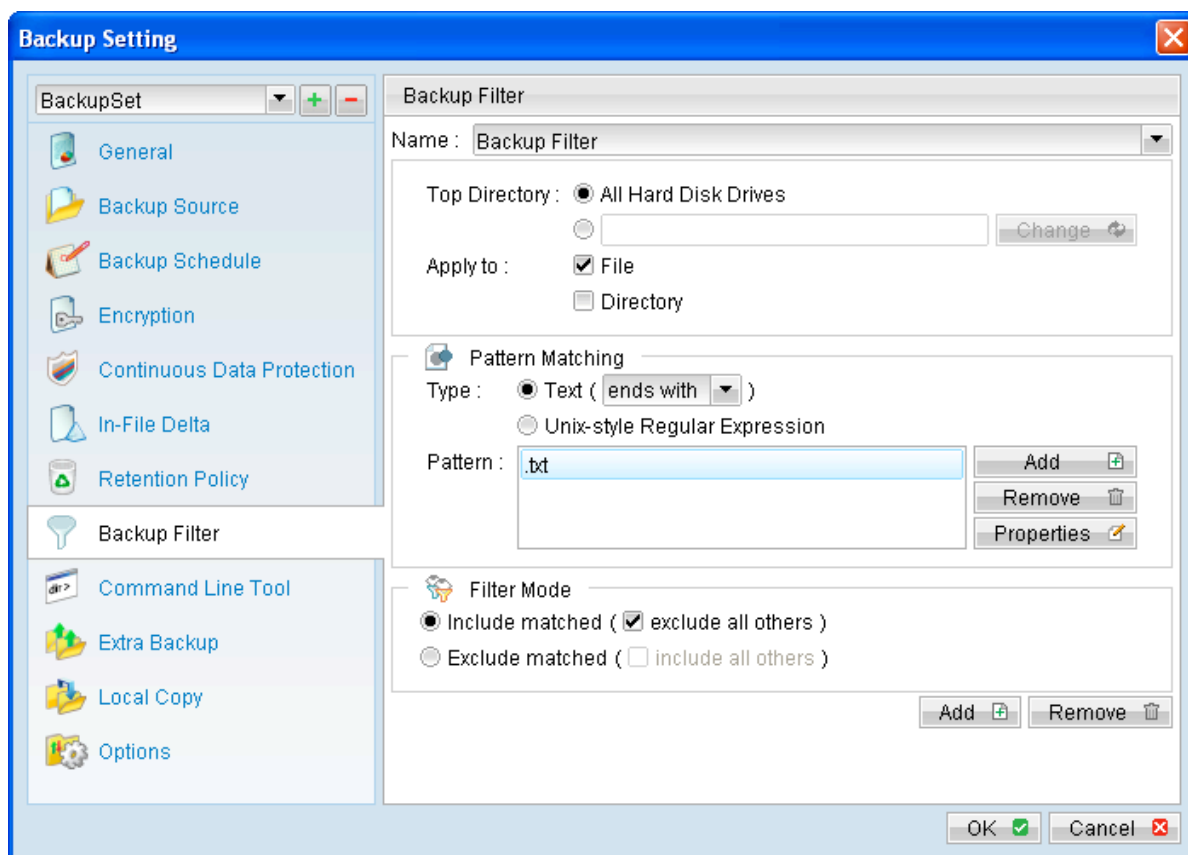 Backup Setting
BackupSet
General
Backup Source
Backup Schedule
Encryption
Continuous Data Protection
In-File Delta
Retention Policy
Backup Filter
dir>
Command Line Tool
Extra Backup
Local Copy
Options
Backup Filter
Name : Backup Filter
Top Directory : All Hard Disk Drives
Change
Apply to : File
Directory
Pattern Matching
Type : Text ( ends with )
Unix-style Regular Expression
Pattern : .txt
Add
Remove
Properties
Filter Mode
Include matched ( exclude all others )
Exclude matched ( include all others )
Add Remove
OK Cancel